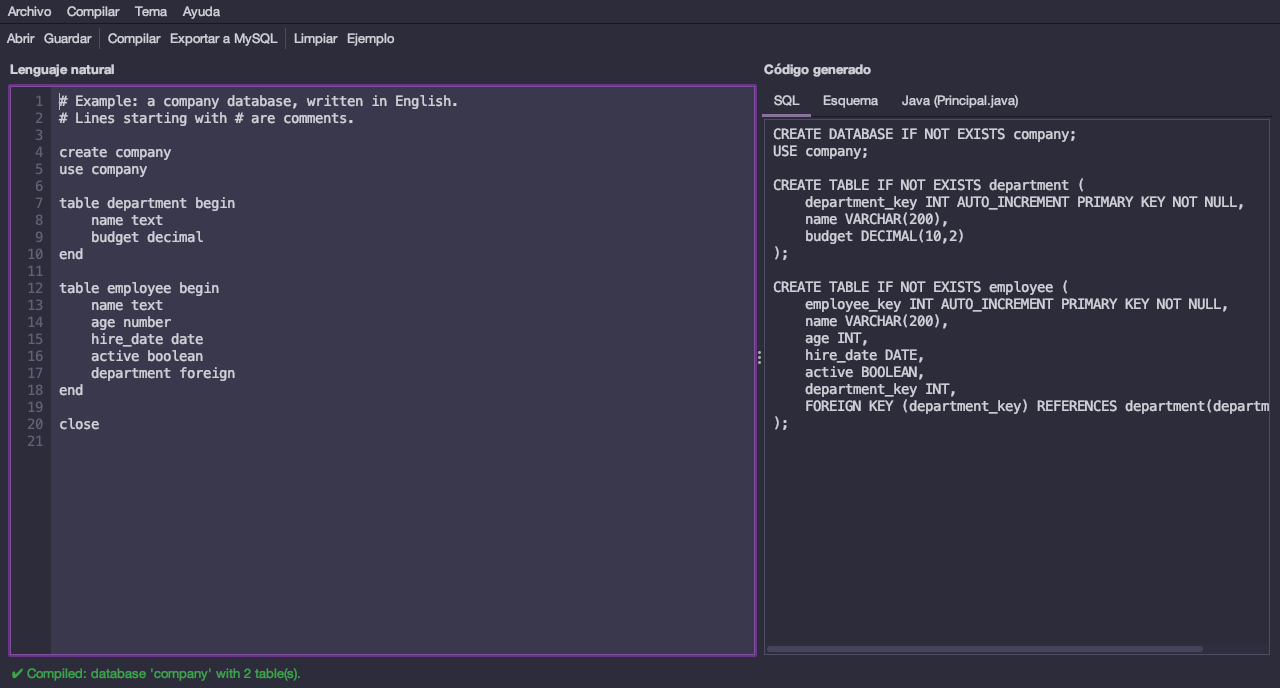 Archivo Compilar Tema Ayuda
Abrir Guardar Compilar Exportar a MySQL Limpiar Ejemplo
Lenguaje natural
1 # Example: a company database, written in English.
2 # Lines starting with # are comments.
3
4 create company
5 use company
6
7 table department begin
8     name text
9     budget decimal
10 end
11
12 table employee begin
13     name text
14     age number
15     hire_date date
16     active boolean
17     department foreign
18 end
19
20 close
21
Código generado
SQL Esquema Java (Principal.java)
CREATE DATABASE IF NOT EXISTS company;
USE company;

CREATE TABLE IF NOT EXISTS department (
    department_key INT AUTO_INCREMENT PRIMARY KEY NOT NULL,
    name VARCHAR(200),
    budget DECIMAL(10,2)
);

CREATE TABLE IF NOT EXISTS employee (
    employee_key INT AUTO_INCREMENT PRIMARY KEY NOT NULL,
    name VARCHAR(200),
    age INT,
    hire_date DATE,
    active BOOLEAN,
    department_key INT,
    FOREIGN KEY (department_key) REFERENCES department(departm
);
✔ Compiled: database 'company' with 2 table(s).